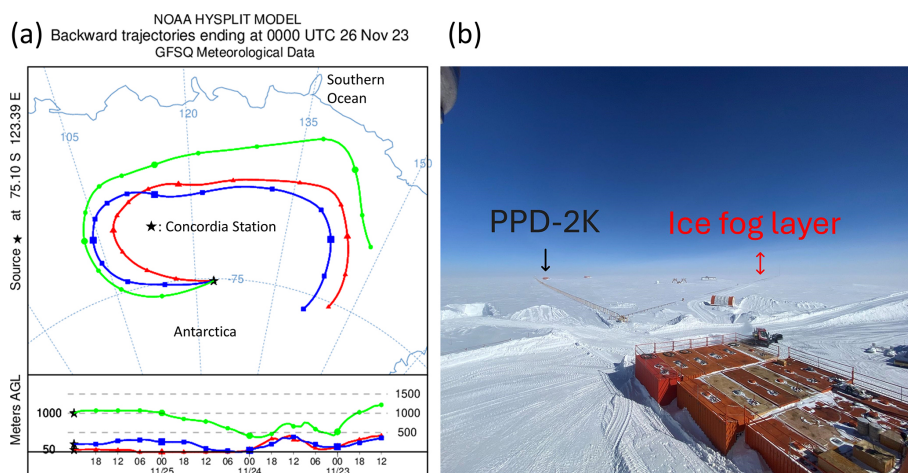 (a)
NOAA HYSPLIT MODEL
Backward trajectories ending at 0000 UTC 26 Nov 23
GFSQ Meteorological Data
Source ★ at 75.10 S 123.39 E
Southern
Ocean
105
120
135
150
★: Concordia Station
-75
Antarctica
Meters AGL
1500
1000
1000
500
50
18 12 06 00 18 12 06 00 18 12 06 00 12
11/25 11/24 11/23
(b)
PPD-2K
Ice fog layer